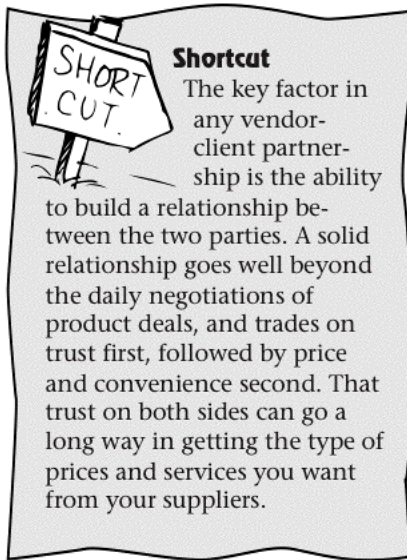 SHORT
CUT.
Shortcut
The key factor in
any vendor-
client partner-
ship is the ability
to build a relationship be-
tween the two parties. A solid
relationship goes well beyond
the daily negotiations of
product deals, and trades on
trust first, followed by price
and convenience second. That
trust on both sides can go a
long way in getting the type of
prices and services you want
from your suppliers.